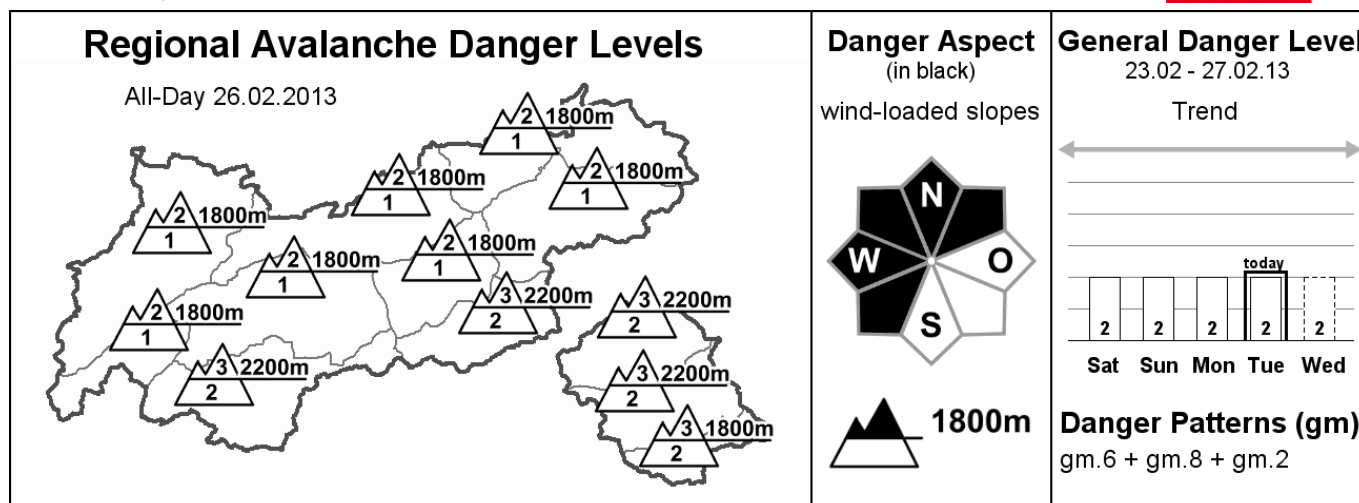 Regional Avalanche Danger Levels
All-Day 26.02.2013
2 1800m
1
2 1800m
1
2 1800m
1
2 1800m
1
2 1800m
1
2 1800m
1
2 1800m
1
3 2200m
2
3 2200m
2
2 1800m
1
3 2200m
2
3 2200m
2
3 1800m
2
Danger Aspect
(in black)
wind-loaded slopes
N
W
O
S
1800m
General Danger Level
23.02 - 27.02.13
Trend
today
2 2 2 2 2
Sat Sun Mon Tue Wed
Danger Patterns (gm)
gm.6 + gm.8 + gm.2